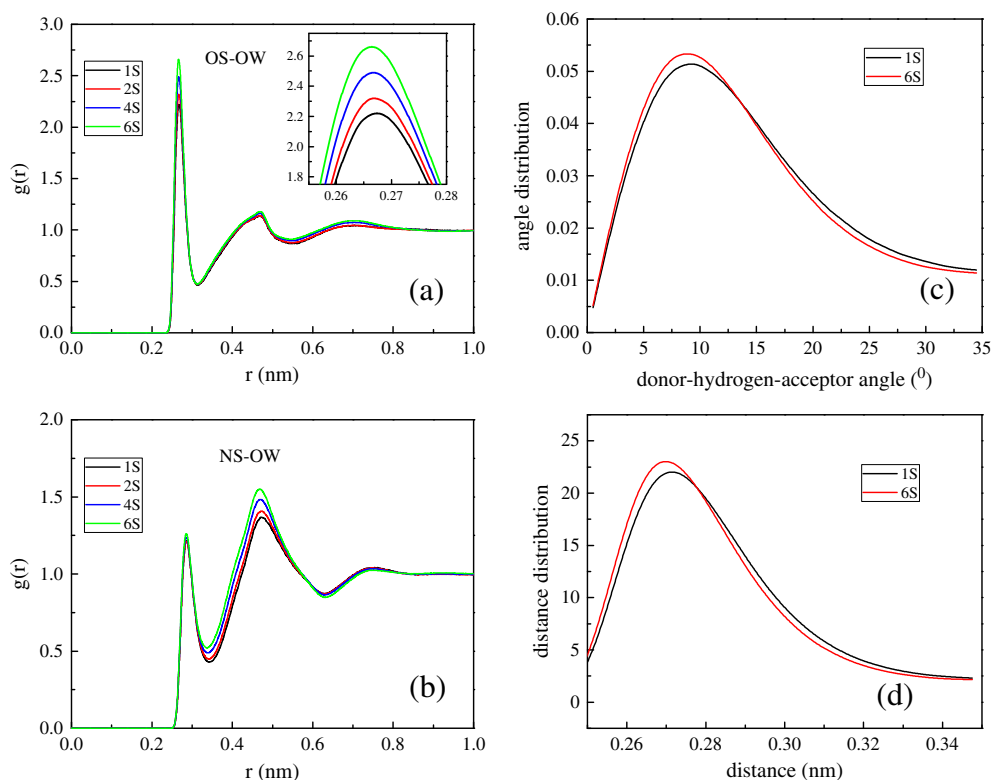 3.0
2.5
2.0
1.5
1.0
0.5
0.0
g(r)
0.0 0.2 0.4 0.6 0.8 1.0
r (nm)
OS-OW
1S
2S
4S
6S
2.6
2.4
2.2
2.0
1.8
0.26 0.27 0.28
(a)
0.06
0.05
0.04
0.03
0.02
0.01
0.00
angle distribution
0 5 10 15 20 25 30 35
donor-hydrogen-acceptor angle (⁰)
1S
6S
(c)
2.0
1.5
1.0
0.5
0.0
g(r)
0.0 0.2 0.4 0.6 0.8 1.0
r (nm)
NS-OW
1S
2S
4S
6S
(b)
25
20
15
10
5
0
distance distribution
0.26 0.28 0.30 0.32 0.34
distance (nm)
1S
6S
(d)